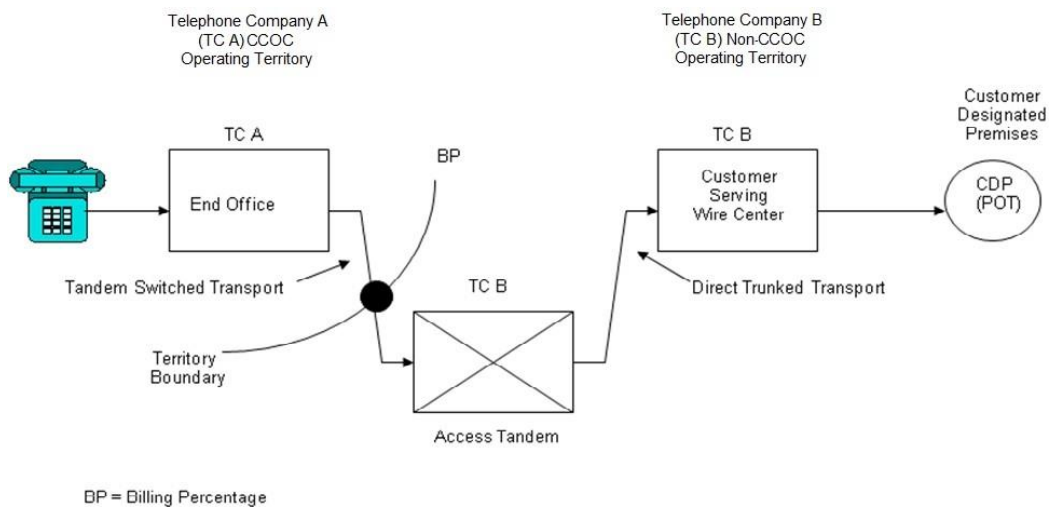 Telephone Company A
(TC A) CCOC
Operating Territory
Telephone Company B
(TC B) Non-CCOC
Operating Territory
Customer
Designated
Premises
TC A
BP
TC B
End Office
Customer
Serving
Wire Center
CDP
(POT)
Tandem Switched Transport
TC B
Direct Trunked Transport
Territory
Boundary
Access Tandem
BP = Billing Percentage